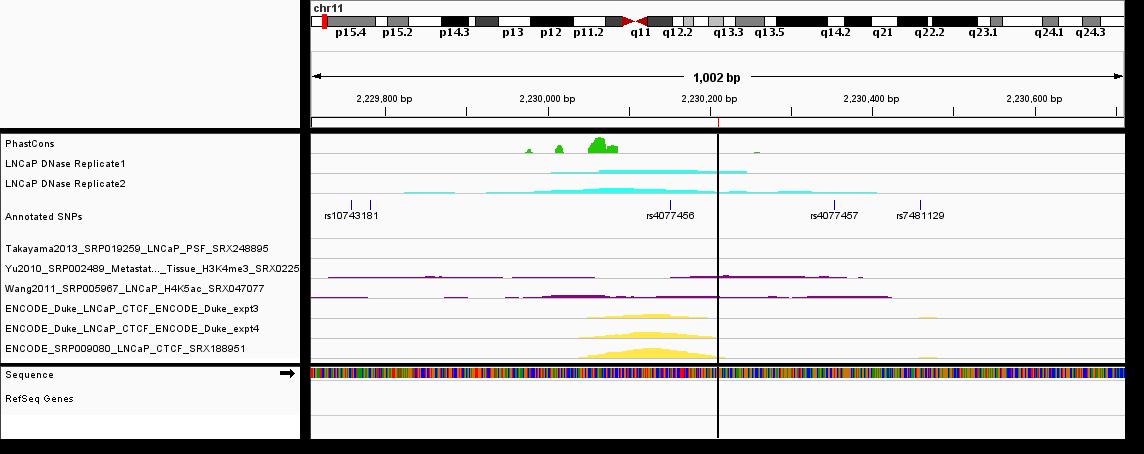 chr11
p15.4 p15.2 p14.3 p13 p12 p11.2 q11 q12.2 q13.3 q13.5 q14.2 q21 q22.2 q23.1 q24.1 q24.3
1,002 bp
2,229,800 bp 2,230,000 bp 2,230,200 bp 2,230,400 bp 2,230,600 bp
PhastCons
LNCaP DNase Replicate1
LNCaP DNase Replicate2
Annotated SNPs
rs10743181 rs4077456 rs4077457 rs7481129
Takayama2013_SRP019259_LNCaP_PSF_SRX248895
Yu2010_SRP002489_Metastat..._Tissue_H3K4me3_SRX0225
Wang2011_SRP005967_LNCaP_H4K5ac_SRX047077
ENCODE_Duke_LNCaP_CTCF_ENCODE_Duke_expt3
ENCODE_Duke_LNCaP_CTCF_ENCODE_Duke_expt4
ENCODE_SRP009080_LNCaP_CTCF_SRX188951
Sequence
RefSeq Genes